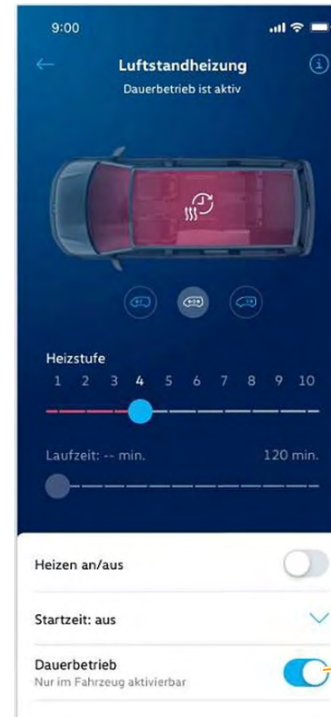 9:00
Luftstandheizung
Dauerbetrieb ist aktiv
Heizstufe
1 2 3 4 5 6 7 8 9 10
Laufzeit: -- min. 120 min.
Heizen an/aus
Startzeit: aus
Dauerbetrieb
Nur im Fahrzeug aktivierbar